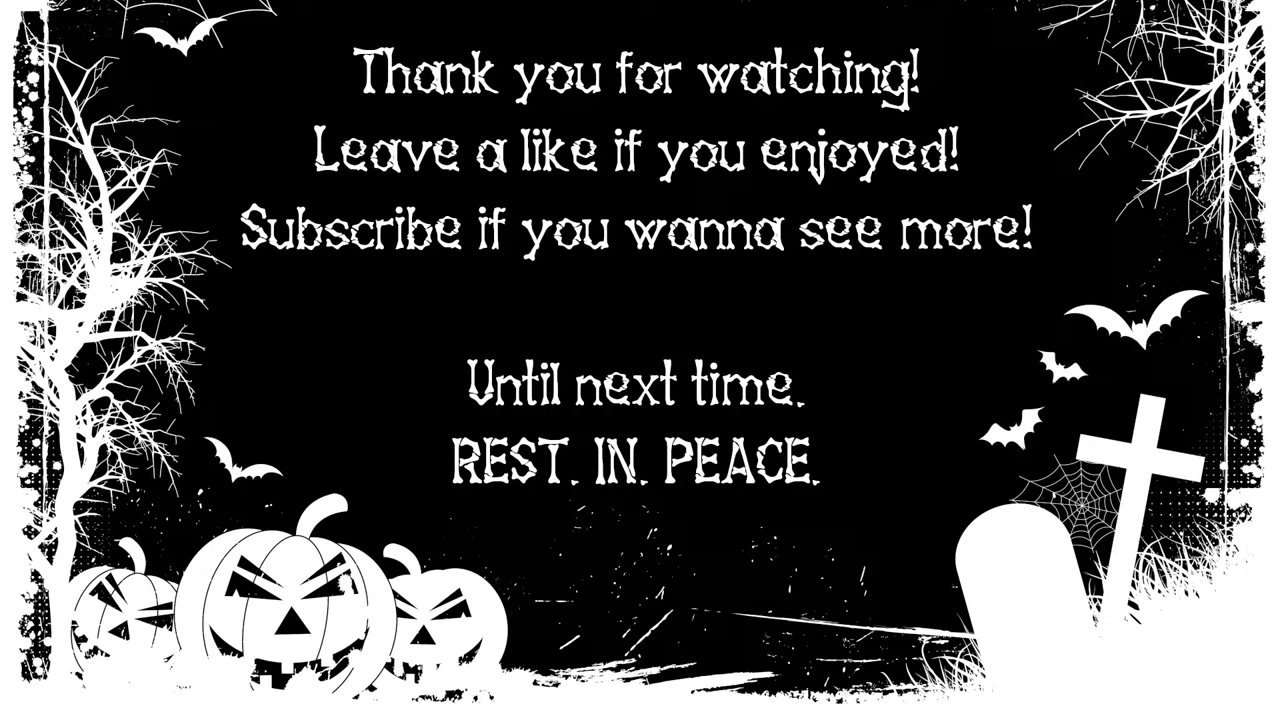 Thank you for watching!
Leave a like if you enjoyed!
Subscribe if you wanna see more!
Until next time.
REST. IN. PEACE.